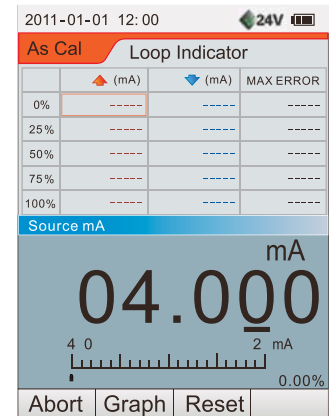 2011-01-01 12:00 24V
As Cal Loop Indicator
(mA) (mA) MAX ERROR
0% ----- ----- -----
25% ----- ----- -----
50% ----- ----- -----
75% ----- ----- -----
100% ----- ----- -----
Source mA
mA
04.000
4 0 2 mA
0.00%
Abort Graph Reset